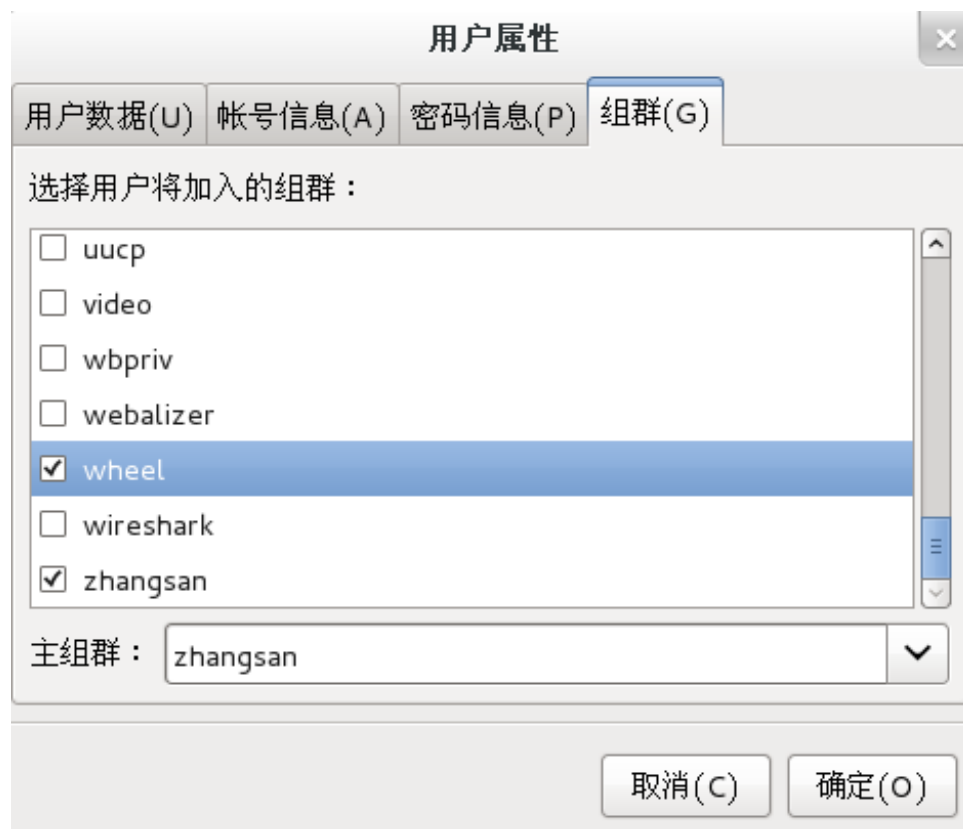 用户属性
用户数据(U) 帐号信息(A) 密码信息(P) 组群(G)
选择用户将加入的组群：
uucp
video
wbpriv
webalizer
wheel
wireshark
zhangsan
主组群： zhangsan
取消(C) 确定(O)